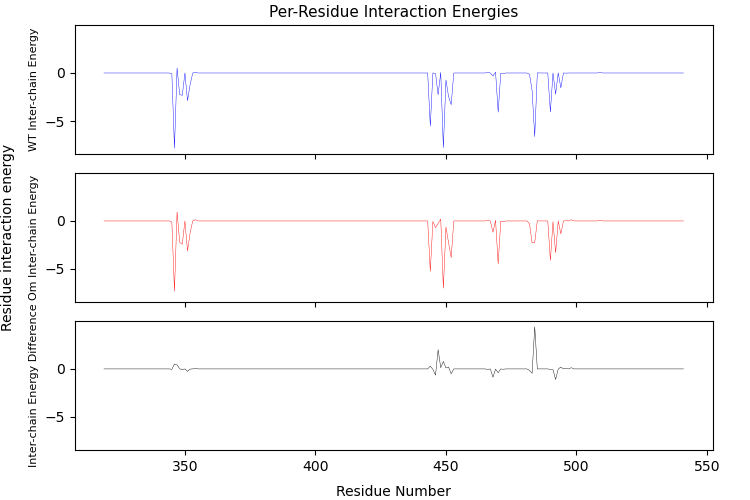 Per-Residue Interaction Energies
Residue interaction energy
WT Inter-chain Energy
0
−5
Om Inter-chain Energy
0
−5
Inter-chain Energy Difference
0
−5
350
400
450
500
550
Residue Number